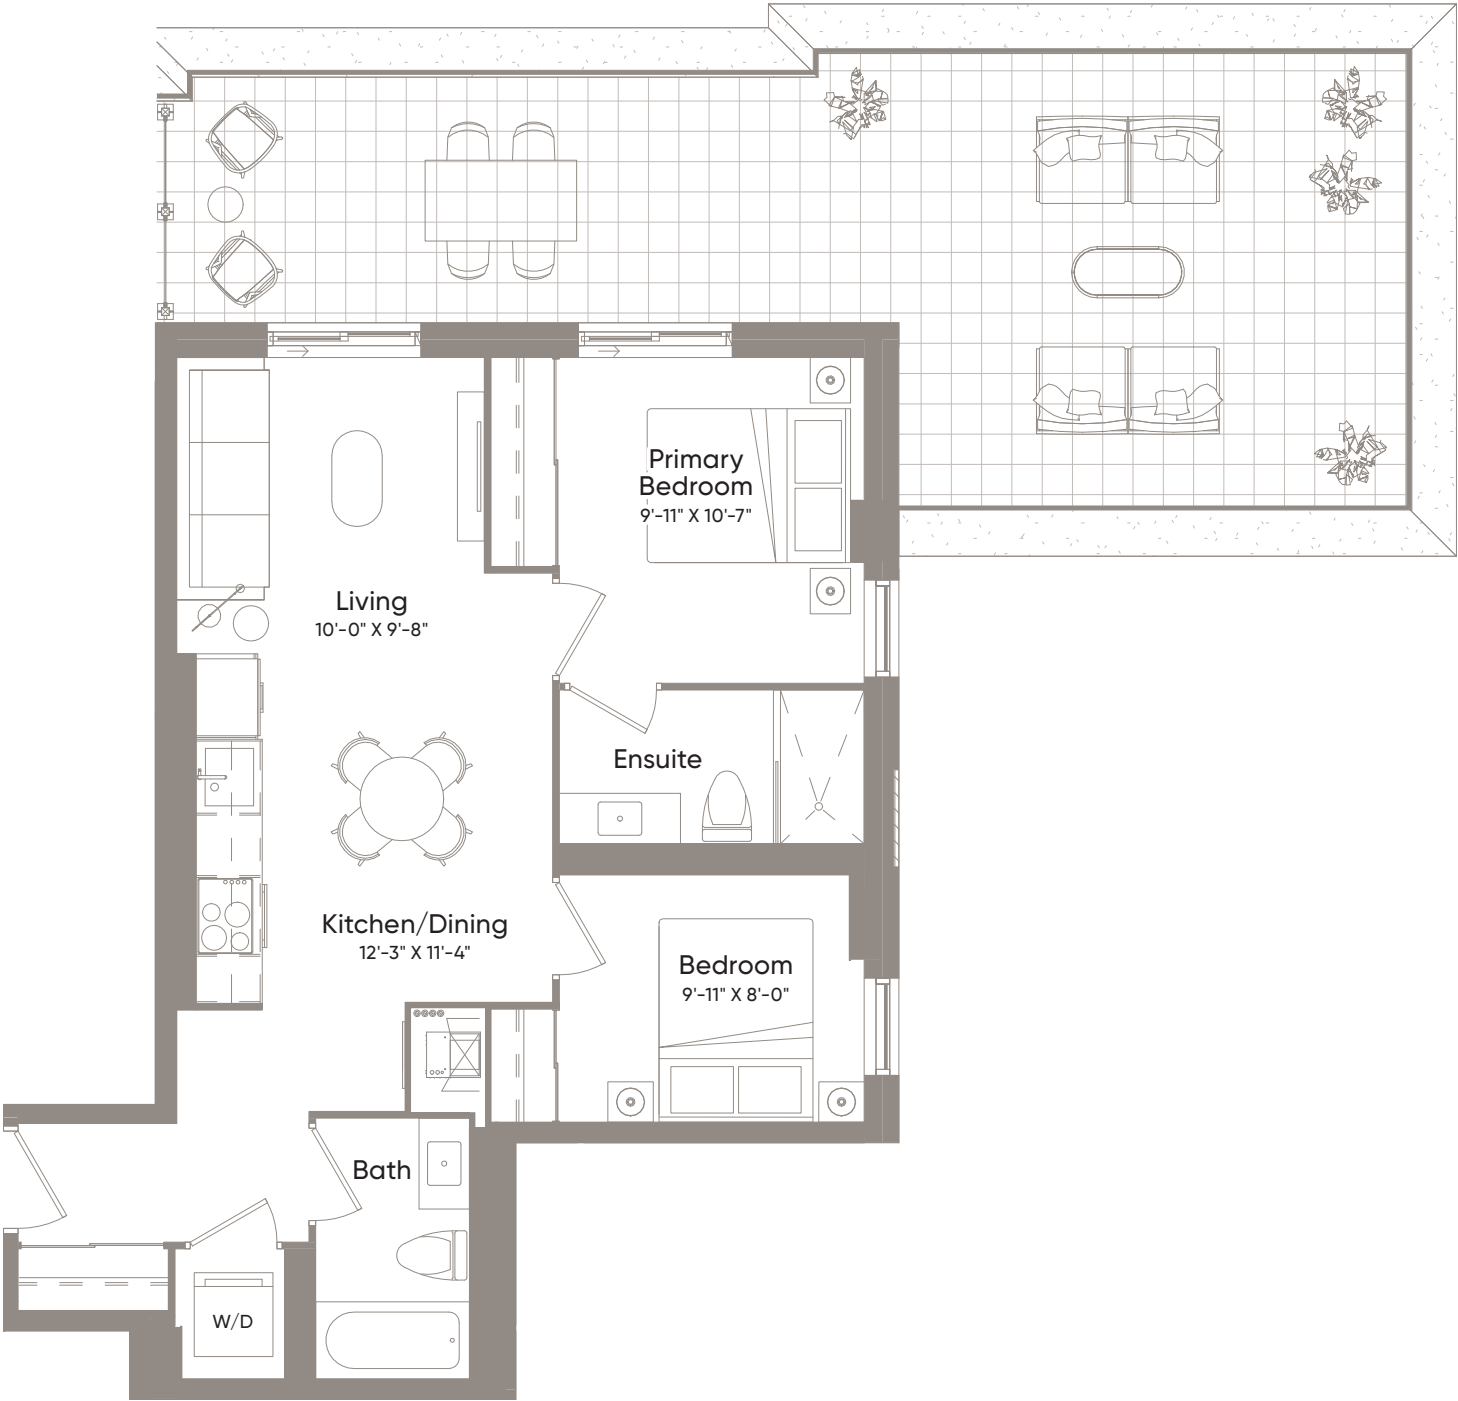 Primary
Bedroom
9'-11" X 10'-7"
Living
10'-0" X 9'-8"
Ensuite
Kitchen/Dining
12'-3" X 11'-4"
Bedroom
9'-11" X 8'-0"
Bath
W/D